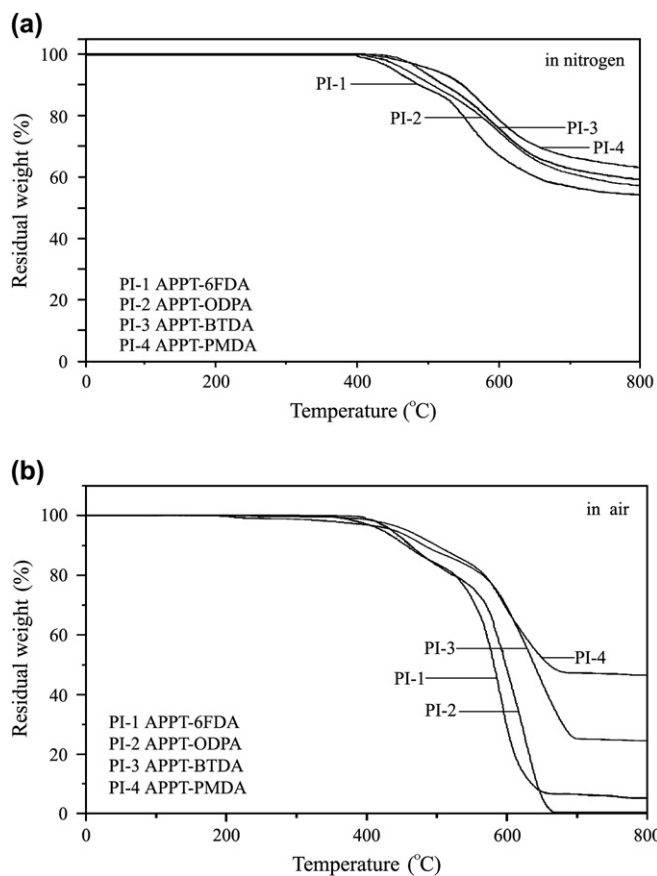 (a)
100
80
60
40
20
0
Residual weight (%)
in nitrogen
PI-1
PI-2
PI-3
PI-4
PI-1 APPT-6FDA
PI-2 APPT-ODPA
PI-3 APPT-BTDA
PI-4 APPT-PMDA
0 200 400 600 800
Temperature (°C)
(b)
100
80
60
40
20
0
Residual weight (%)
in air
PI-3
PI-4
PI-1
PI-2
PI-1 APPT-6FDA
PI-2 APPT-ODPA
PI-3 APPT-BTDA
PI-4 APPT-PMDA
0 200 400 600 800
Temperature (°C)